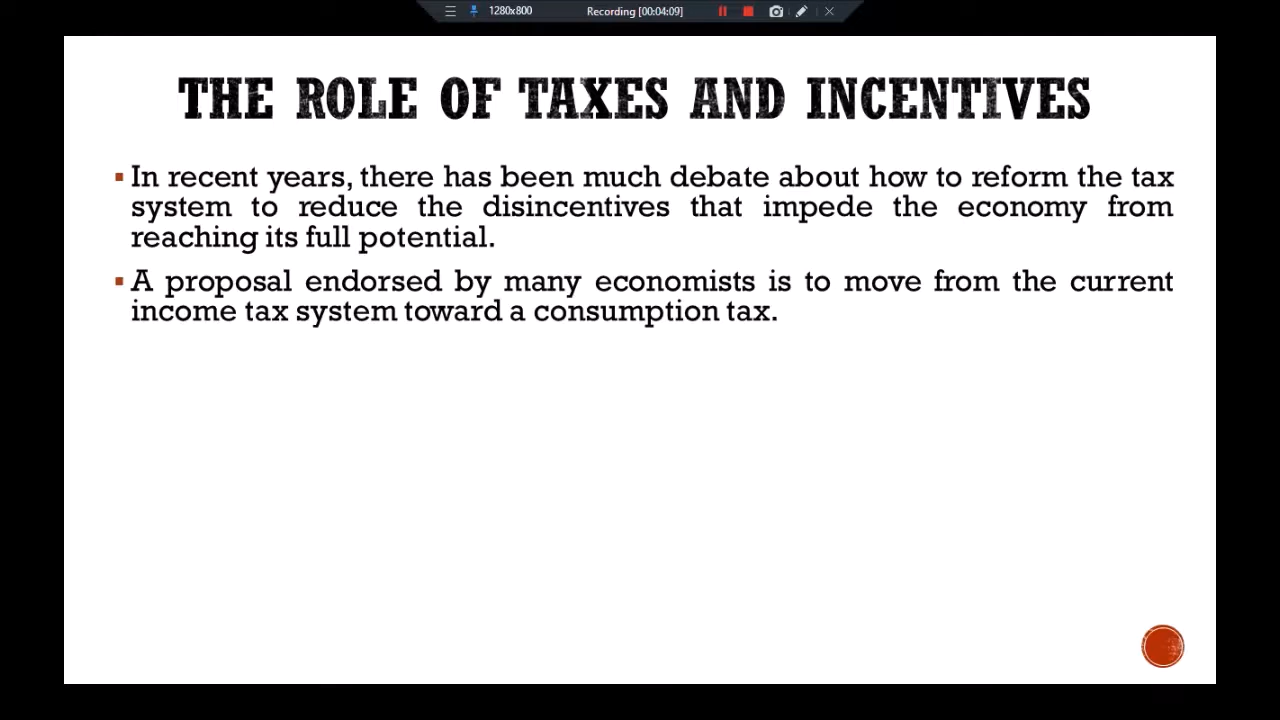 1280x800
Recording [00:04:09]
THE ROLE OF TAXES AND INCENTIVES
In recent years, there has been much debate about how to reform the tax
system to reduce the disincentives that impede the economy from
reaching its full potential.
A proposal endorsed by many economists is to move from the current
income tax system toward a consumption tax.